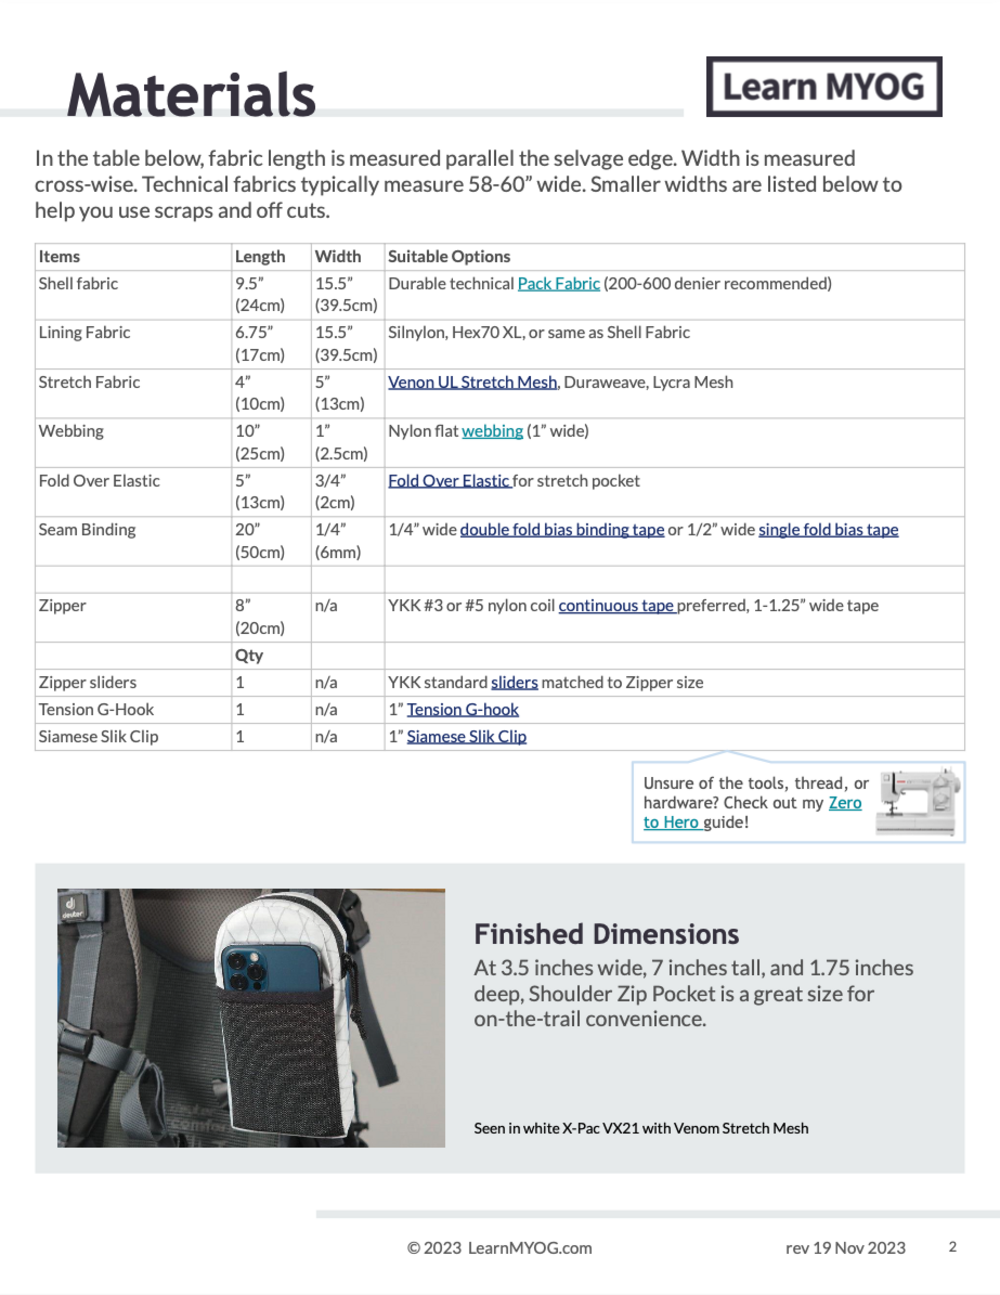 Materials
Learn MYOG
In the table below, fabric length is measured parallel the selvage edge. Width is measured
cross-wise. Technical fabrics typically measure 58-60” wide. Smaller widths are listed below to
help you use scraps and off cuts.
Items Length Width Suitable Options
Shell fabric 9.5” 15.5” Durable technical Pack Fabric (200-600 denier recommended)
(24cm) (39.5cm)
Lining Fabric 6.75” 15.5” Silnylon, Hex70 XL, or same as Shell Fabric
(17cm) (39.5cm)
Stretch Fabric 4” 5” Venon UL Stretch Mesh, Duraweave, Lycra Mesh
(10cm) (13cm)
Webbing 10” 1” Nylon flat webbing (1” wide)
(25cm) (2.5cm)
Fold Over Elastic 5” 3/4” Fold Over Elastic for stretch pocket
(13cm) (2cm)
Seam Binding 20” 1/4” 1/4” wide double fold bias binding tape or 1/2” wide single fold bias tape
(50cm) (6mm)
Zipper 8” n/a YKK #3 or #5 nylon coil continuous tape preferred, 1-1.25” wide tape
(20cm)
Qty
Zipper sliders 1 n/a YKK standard sliders matched to Zipper size
Tension G-Hook 1 n/a 1” Tension G-hook
Siamese Slik Clip 1 n/a 1” Siamese Slik Clip
Unsure of the tools, thread, or
hardware? Check out my Zero
to Hero guide!
deuter
Finished Dimensions
At 3.5 inches wide, 7 inches tall, and 1.75 inches
deep, Shoulder Zip Pocket is a great size for
on-the-trail convenience.
Seen in white X-Pac VX21 with Venom Stretch Mesh
© 2023 LearnMYOG.com
rev 19 Nov 2023
2